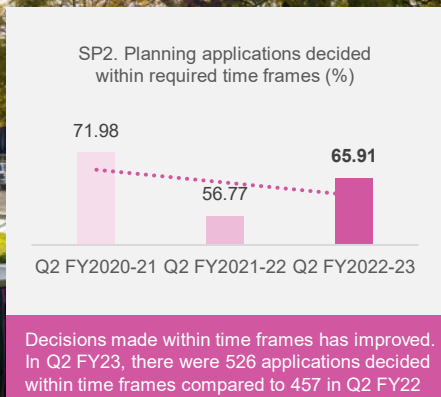 SP2. Planning applications decided
within required time frames (%)
71.98
56.77
65.91
Q2 FY2020-21 Q2 FY2021-22 Q2 FY2022-23
Decisions made within time frames has improved.
In Q2 FY23, there were 526 applications decided
within time frames compared to 457 in Q2 FY22